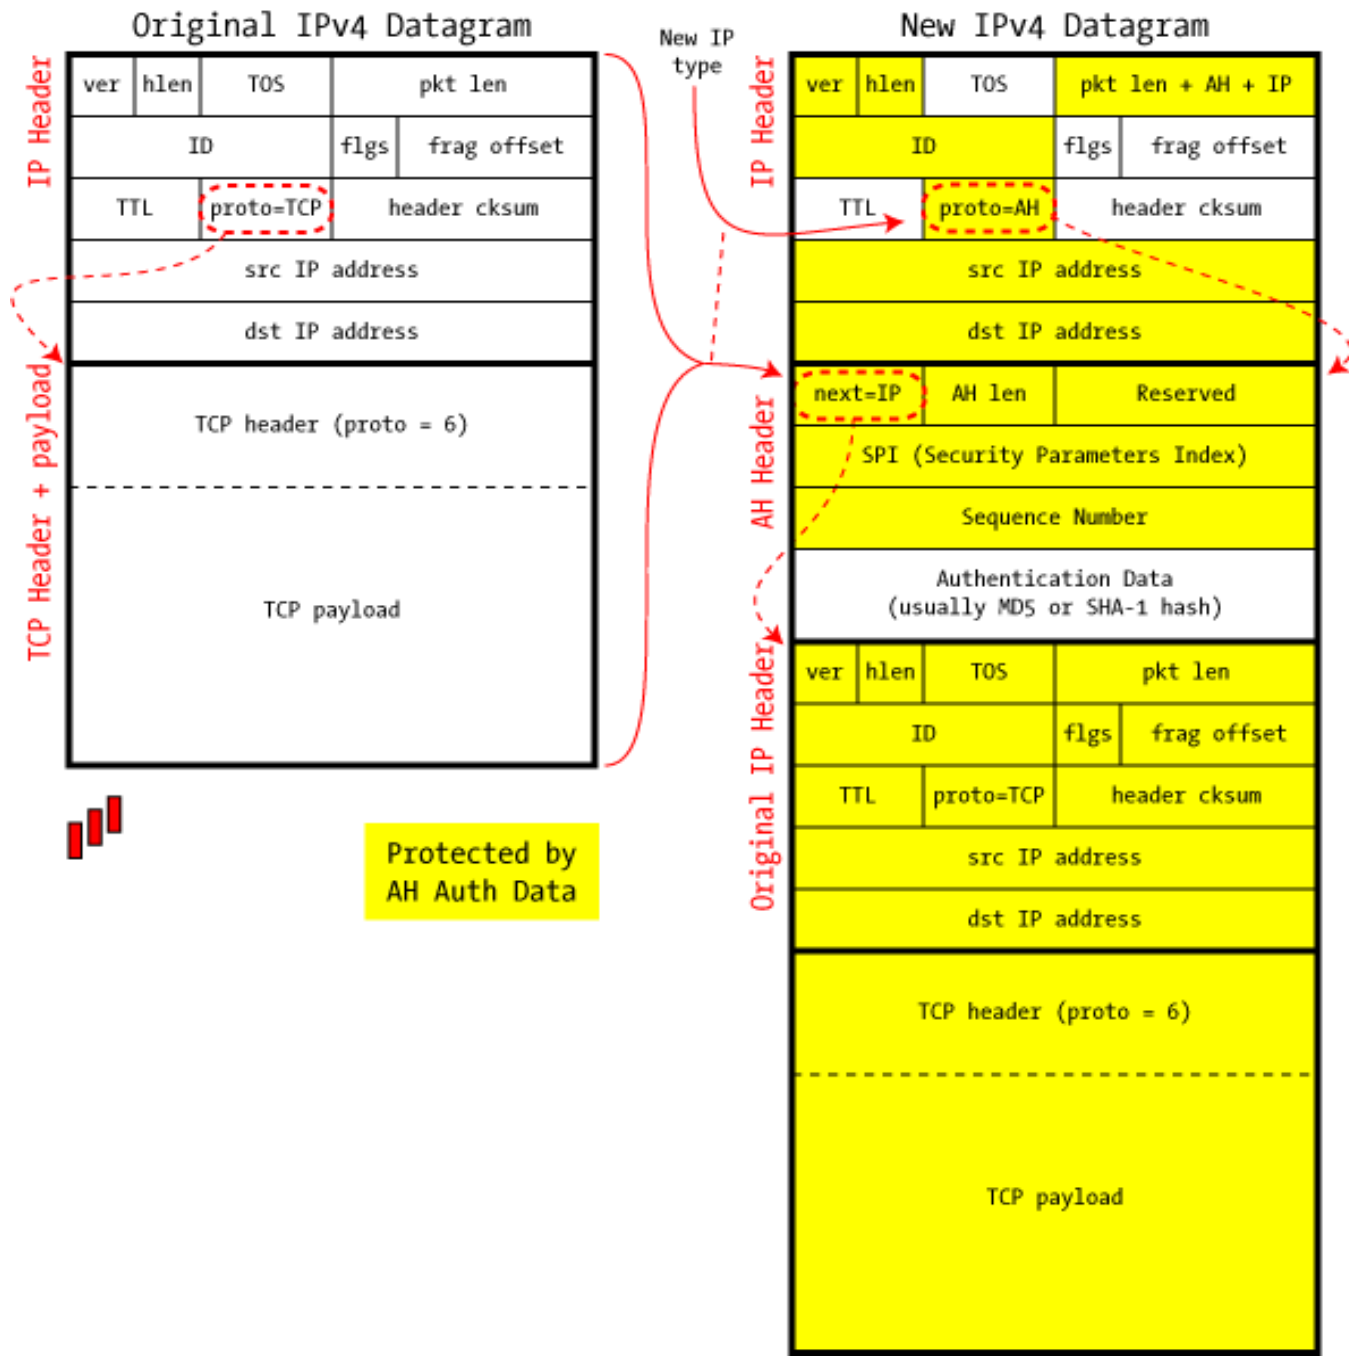 Original IPv4 Datagram
IP Header
ver hlen TOS pkt len
ID flgs frag offset
TTL proto=TCP header cksum
src IP address
dst IP address
TCP Header + payload
TCP header (proto = 6)
TCP payload
Protected by
AH Auth Data
New IP
type
New IPv4 Datagram
IP Header
ver hlen TOS pkt len + AH + IP
ID flgs frag offset
TTL proto=AH header cksum
src IP address
dst IP address
AH Header
next=IP AH len Reserved
SPI (Security Parameters Index)
Sequence Number
Authentication Data
(usually MD5 or SHA-1 hash)
Original IP Header
ver hlen TOS pkt len
ID flgs frag offset
TTL proto=TCP header cksum
src IP address
dst IP address
TCP header (proto = 6)
TCP payload